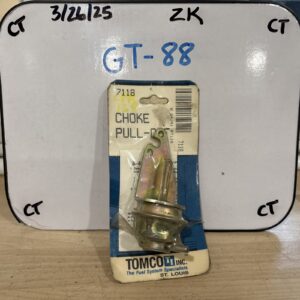 3/26/25 ZK
CT CT
GT-88
7118
CHOKE
PULL-
TOMCO INC.
The Fuel System Specialists
ST. LOUIS
CT CT